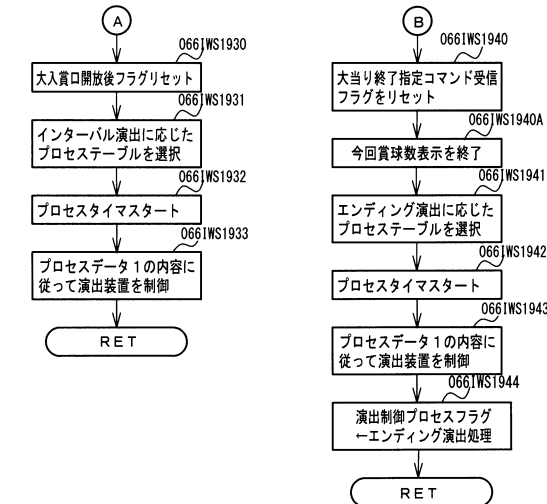 A
066IWS1930
大入賞口開放後フラグリセット
066IWS1931
インターバル演出に応じた
プロセステーブルを選択
066IWS1932
プロセスタイマスタート
066IWS1933
プロセスデータ1の内容に
従って演出装置を制御
RET
B
066IWS1940
大当り終了指定コマンド受信
フラグをリセット
066IWS1940A
今回賞球数表示を終了
066IWS1941
エンディング演出に応じた
プロセステーブルを選択
066IWS1942
プロセスタイマスタート
066IWS1943
プロセスデータ1の内容に
従って演出装置を制御
066IWS1944
演出制御プロセスフラグ
←エンディング演出処理
RET